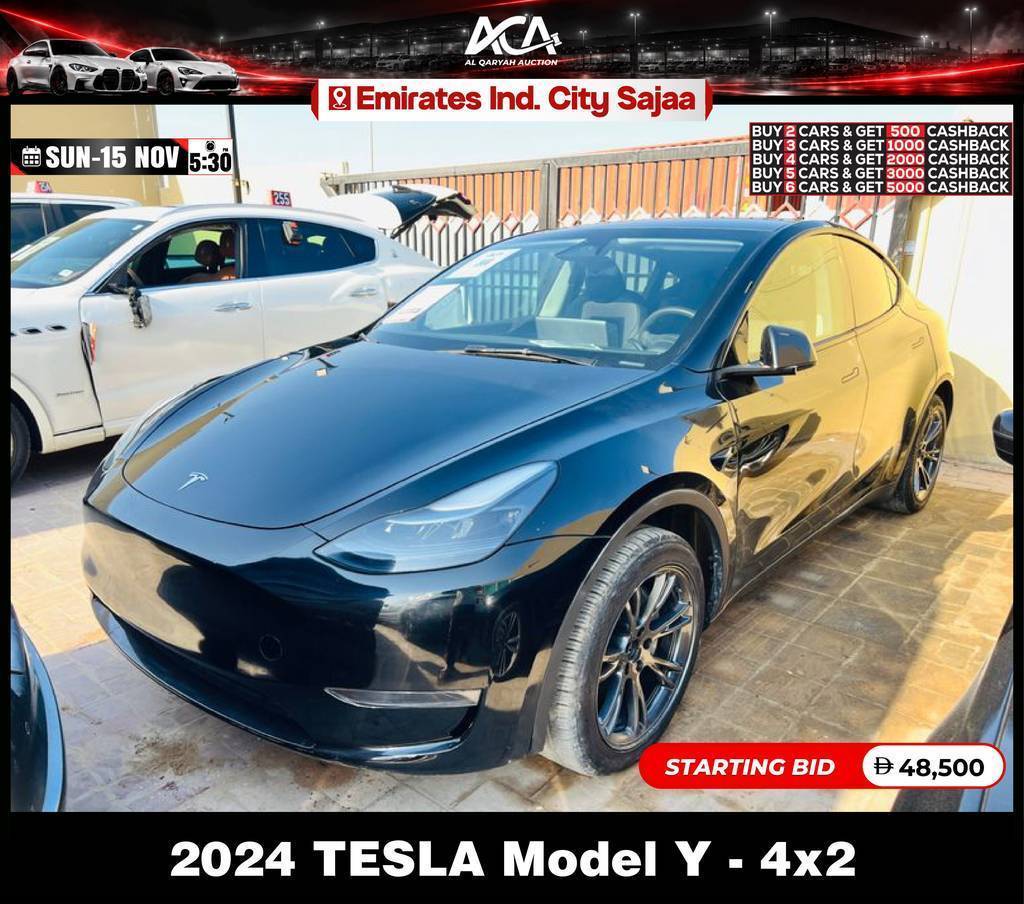 ACA
AL QARYAH AUCTION
Emirates Ind. City Sajaa
SUN-15 NOV 5:30 PM
BUY 2 CARS & GET 500 CASHBACK
BUY 3 CARS & GET 1000 CASHBACK
BUY 4 CARS & GET 2000 CASHBACK
BUY 5 CARS & GET 3000 CASHBACK
BUY 6 CARS & GET 5000 CASHBACK
255
STARTING BID 48,500
2024 TESLA Model Y - 4x2